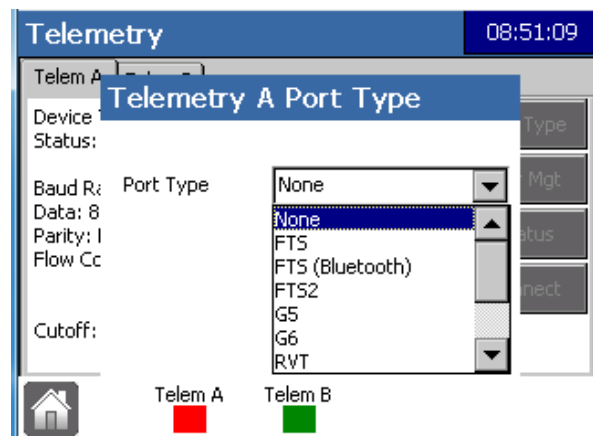 Telemetry 08:51:09
Telem A
Telemetry A Port Type
Device
Status:
Type
Port Type None
Baud Ra
Mgt
Data: 8
None
Parity:
FTS
atus
Flow Co
FTS (Bluetooth)
FTS2
nect
G5
Cutoff:
G6
RVT
Telem A Telem B